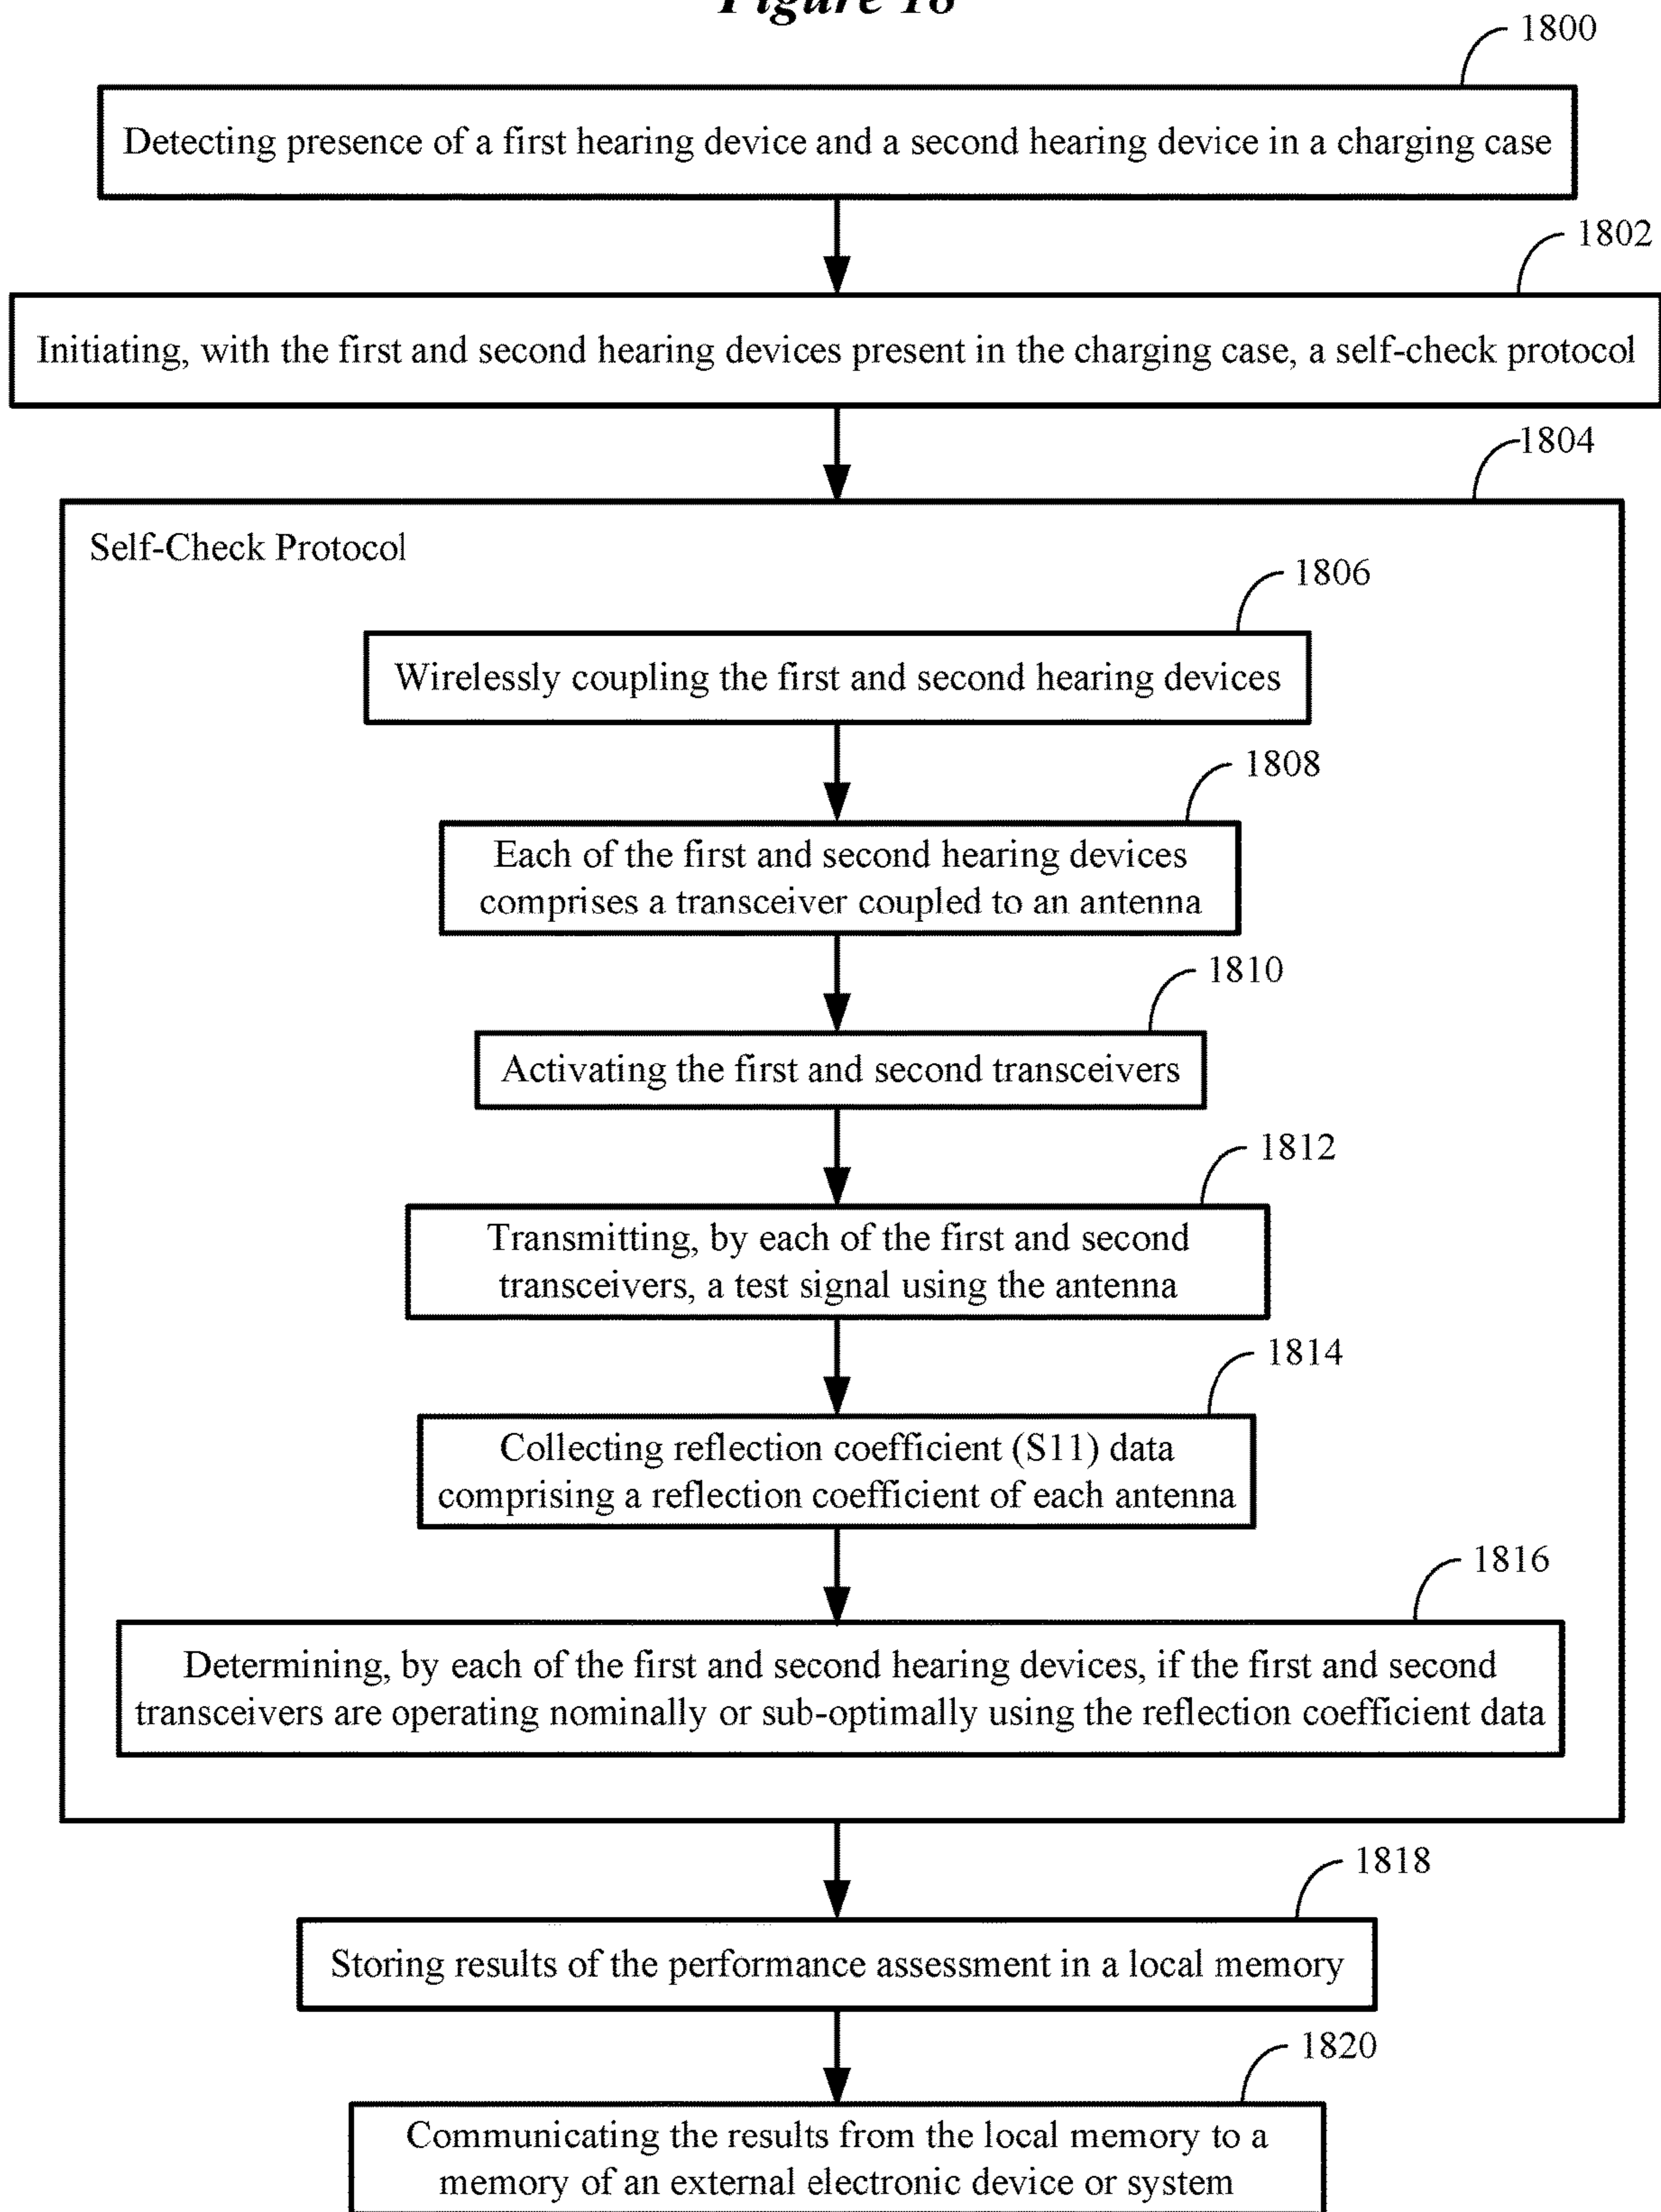 Figure 18
1800
Detecting presence of a first hearing device and a second hearing device in a charging case
1802
Initiating, with the first and second hearing devices present in the charging case, a self-check protocol
1804
Self-Check Protocol
1806
Wirelessly coupling the first and second hearing devices
1808
Each of the first and second hearing devices
comprises a transceiver coupled to an antenna
1810
Activating the first and second transceivers
1812
Transmitting, by each of the first and second
transceivers, a test signal using the antenna
1814
Collecting reflection coefficient (S11) data
comprising a reflection coefficient of each antenna
1816
Determining, by each of the first and second hearing devices, if the first and second
transceivers are operating nominally or sub-optimally using the reflection coefficient data
1818
Storing results of the performance assessment in a local memory
1820
Communicating the results from the local memory to a
memory of an external electronic device or system